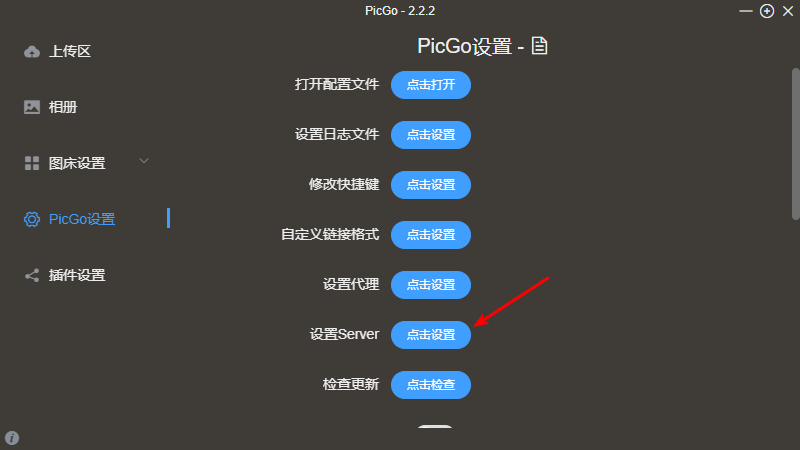 PicGo - 2.2.2
上传区
相册
图床设置
PicGo设置
插件设置
PicGo设置 -
打开配置文件 点击打开
设置日志文件 点击设置
修改快捷键 点击设置
自定义链接格式 点击设置
设置代理 点击设置
设置Server 点击设置
检查更新 点击检查